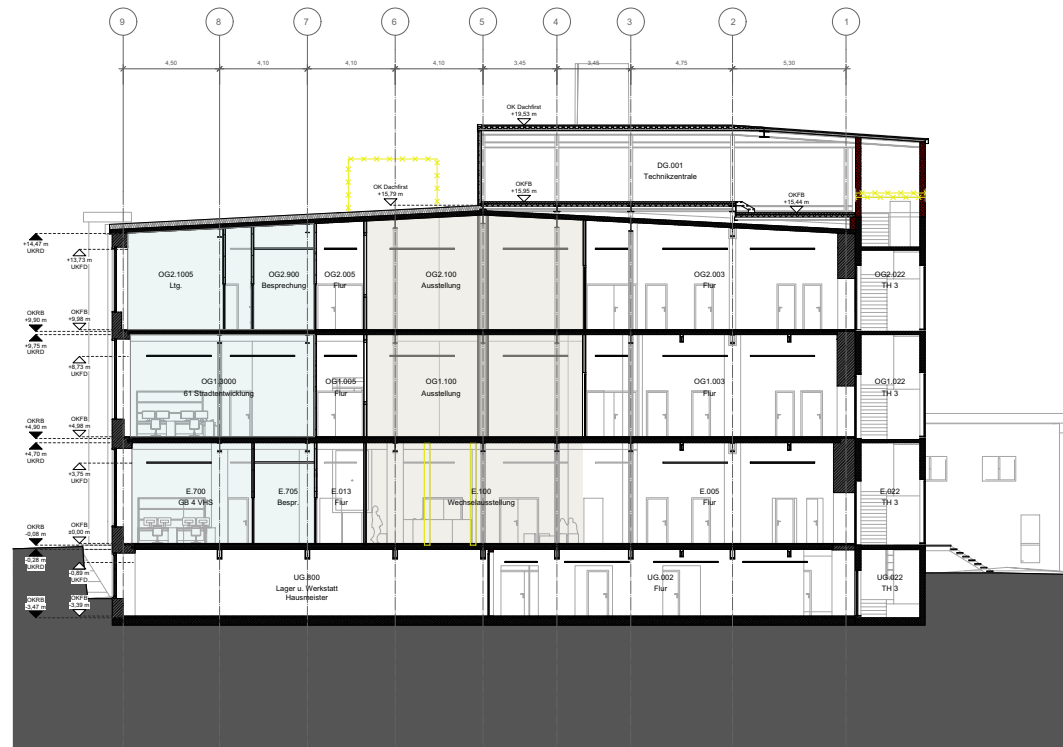 9
8
7
6
5
4
3
2
1
4,50
4,10
4,10
4,10
3,45
3,45
4,75
5,30
OK Dachfirst
+19,53 m
DG.001
Technikzentrale
OK Dachfirst
+15,79 m
OKFB
+15,95 m
OKFB
+15,44 m
+14,47 m
UKRD
+13,73 m
UKFD
OG2.1005
Ltg.
OG2.900
Besprechung
OG2.005
Flur
OG2.100
Ausstellung
OG2.003
Flur
OG2.022
TH 3
OKRB
+9,90 m
OKFB
+9,98 m
+9,75 m
UKRD
+8,73 m
UKFD
OG1.3000
61 Stradtentwicklung
OG1.005
Flur
OG1.100
Ausstellung
OG1.003
Flur
OG1.022
TH 3
OKRB
+4,90 m
OKFB
+4,98 m
+4,70 m
UKRD
+3,75 m
UKFD
E.700
GB 4 VHS
E.705
Bespr.
E.013
Flur
E.100
Wechselausstellung
E.005
Flur
E.022
TH 3
OKRB
-0,08 m
OKFB
±0,00 m
-0,28 m
UKRD
-0,89 m
UKFD
UG.800
Lager u. Werkstatt
Hausmeister
UG.002
Flur
UG.022
TH 3
OKRB
-3,47 m
OKFB
-3,39 m